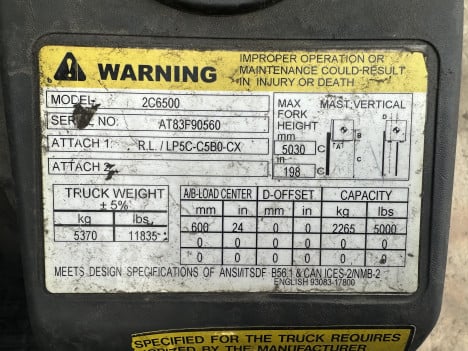 WARNING
IMPROPER OPERATION OR
MAINTENANCE COULD RESULT
IN INJURY OR DEATH
MODEL 2C6500
SERIAL NO: AT83F90560
ATTACH 1: R.L. / LP5C-C5B0-CX
ATTACH 2:
MAX FORK HEIGHT
mm
5030 C
in
198 C
MAST, VERTICAL
A B D
TRUCK WEIGHT
± 5%
kg lbs
5370 11835
A/B-LOAD CENTER D-OFFSET CAPACITY
mm in mm in kg lbs
600 24 0 0 2265 5000
0 0 0 0 0 0
0 0 0 0 0 0
MEETS DESIGN SPECIFICATIONS OF ANSI/ITSDF B56.1 & CAN ICES-2/NMB-2
ENGLISH 93083-17800
SPECIFIED FOR THE TRUCK REQUIRES
BY THE MANUFACTURER